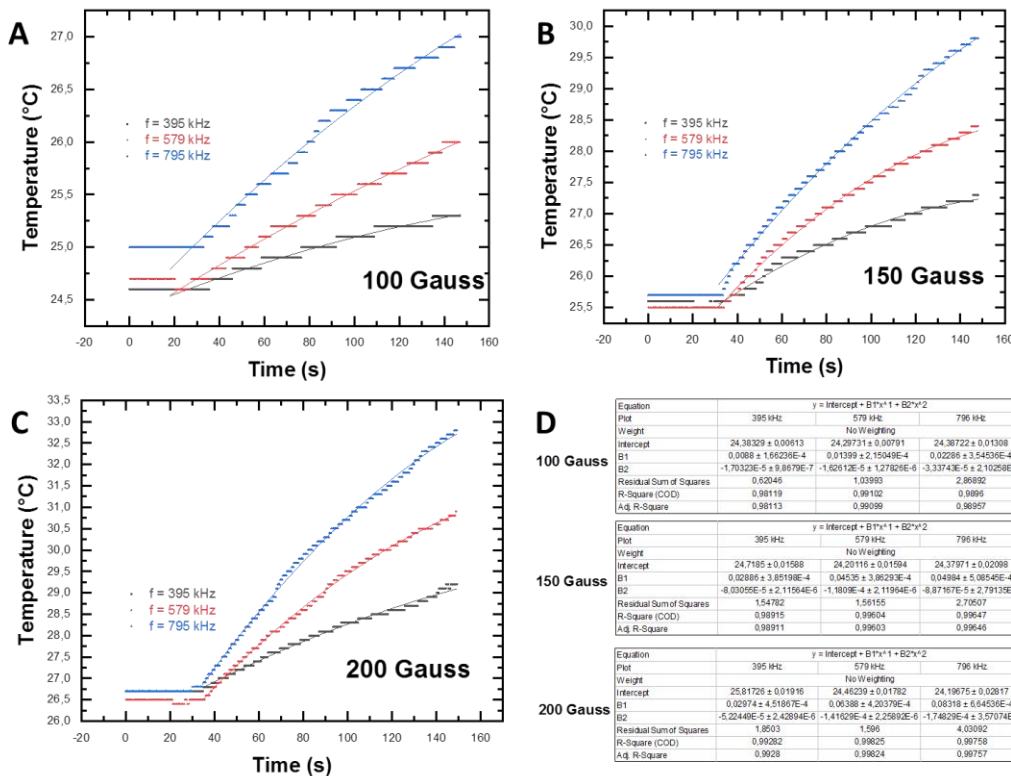 A
Temperature (°C)
27,0
26,5
26,0
25,5
25,0
24,5
f = 395 kHz
f = 579 kHz
f = 795 kHz
100 Gauss
-20 0 20 40 60 80 100 120 140 160
Time (s)
B
Temperature (°C)
30,0
29,5
29,0
28,5
28,0
27,5
27,0
26,5
26,0
25,5
f = 395 kHz
f = 579 kHz
f = 795 kHz
150 Gauss
-20 0 20 40 60 80 100 120 140 160
Time (s)
C
Temperature (°C)
33,5
33,0
32,5
32,0
31,5
31,0
30,5
30,0
29,5
29,0
28,5
28,0
27,5
27,0
26,5
26,0
f = 395 kHz
f = 579 kHz
f = 795 kHz
200 Gauss
-20 0 20 40 60 80 100 120 140 160
Time (s)
D
100 Gauss
Equation y = Intercept + B1*x^1 + B2*x^2
Plot 395 kHz 579 kHz 796 kHz
Weight No Weighting
Intercept 24,38329 ± 0,00613 24,29731 ± 0,00791 24,38722 ± 0,01308
B1 0,0088 ± 1,66236E-4 0,01399 ± 2,15049E-4 0,02286 ± 3,54536E-4
B2 -1,70323E-5 ± 9,8679E-7 -1,62612E-5 ± 1,27826E-6 -3,33743E-5 ± 2,10258E
Residual Sum of Squares 0,62046 1,03993 2,86892
R-Square (COD) 0,98119 0,99102 0,9896
Adj. R-Square 0,98113 0,99099 0,98957
150 Gauss
Equation y = Intercept + B1*x^1 + B2*x^2
Plot 395 kHz 579 kHz 796 kHz
Weight No Weighting
Intercept 24,7185 ± 0,01588 24,20116 ± 0,01594 24,37971 ± 0,02098
B1 0,02886 ± 3,85198E-4 0,04535 ± 3,86293E-4 0,04984 ± 5,08545E-4
B2 -8,03055E-5 ± 2,11564E-6 -1,1809E-4 ± 2,11964E-6 -8,87167E-5 ± 2,79135E
Residual Sum of Squares 1,54782 1,56155 2,70507
R-Square (COD) 0,98915 0,99604 0,99647
Adj. R-Square 0,98911 0,99603 0,99646
200 Gauss
Equation y = Intercept + B1*x^1 + B2*x^2
Plot 395 kHz 579 kHz 796 kHz
Weight No Weighting
Intercept 25,81726 ± 0,01916 24,46239 ± 0,01782 24,19675 ± 0,02817
B1 0,02974 ± 4,51867E-4 0,06388 ± 4,20379E-4 0,08318 ± 6,64536E-4
B2 -5,22449E-5 ± 2,42894E-6 -1,41629E-4 ± 2,25892E-6 -1,74829E-4 ± 3,57074E
Residual Sum of Squares 1,8503 1,596 4,03092
R-Square (COD) 0,99282 0,99825 0,99758
Adj. R-Square 0,9928 0,99824 0,99757